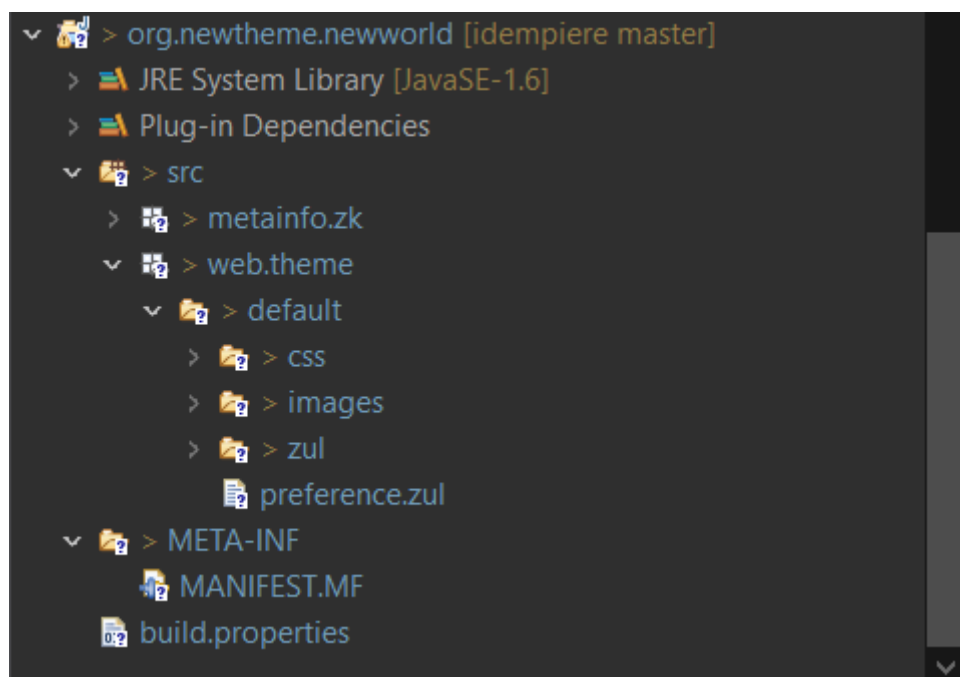 > org.newtheme.newworld [idempiere master]
JRE System Library [JavaSE-1.6]
Plug-in Dependencies
> src
> metainfo.zk
> web.theme
> default
> css
> images
> zul
preference.zul
> META-INF
MANIFEST.MF
build.properties